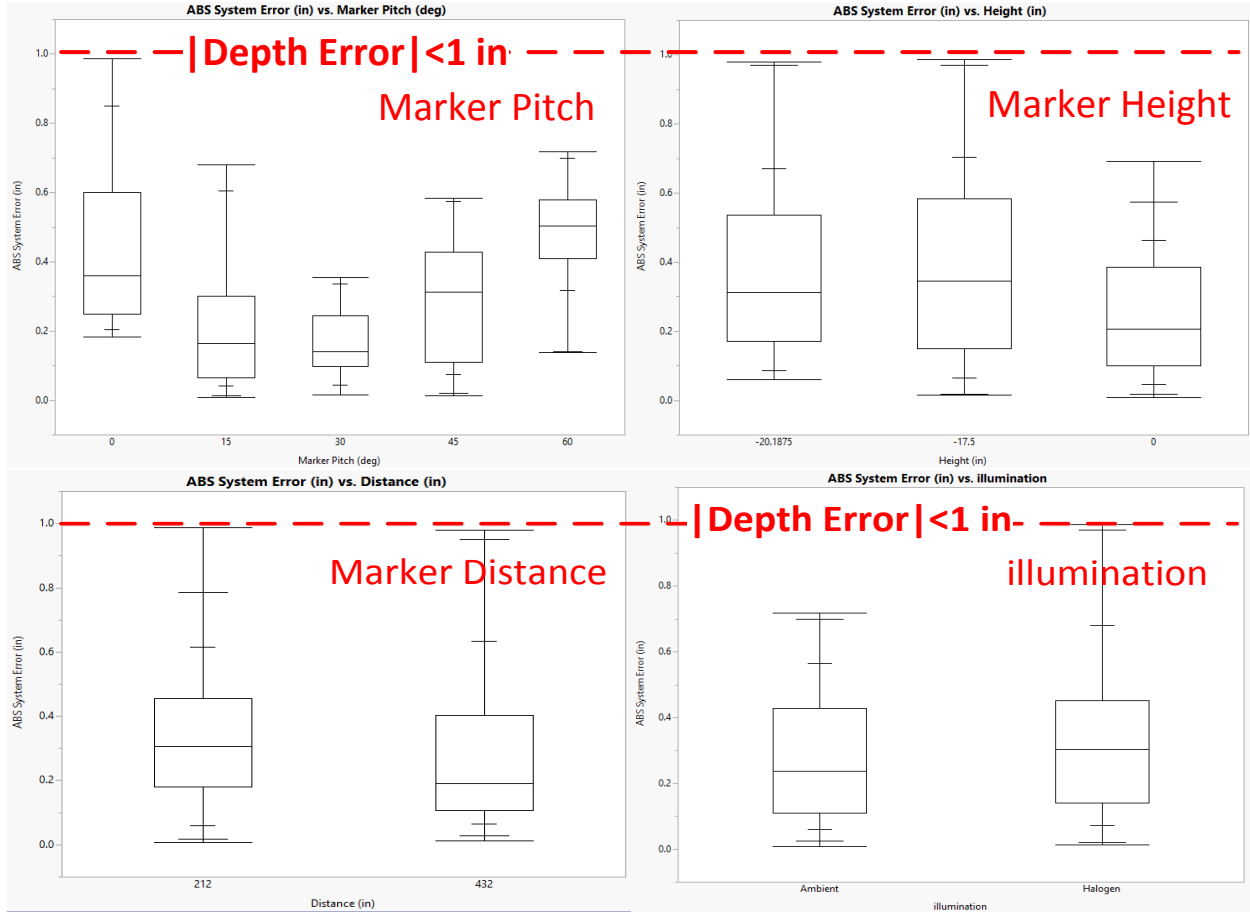 ABS System Error (in) vs. Marker Pitch (deg)
1.0
|Depth Error|<1 in
Marker Pitch
0.8
0.6
0.4
0.2
0.0
ABS System Error (in)
0 15 30 45 60
Marker Pitch (deg)
ABS System Error (in) vs. Height (in)
1.0
Marker Height
0.8
0.6
0.4
0.2
0.0
ABS System Error (in)
-20.1875 -17.5 0
Height (in)
ABS System Error (in) vs. Distance (in)
1.0
Marker Distance
0.8
0.6
0.4
0.2
0.0
ABS System Error (in)
212 432
Distance (in)
ABS System Error (in) vs. illumination
1.0
|Depth Error|<1 in
illumination
0.8
0.6
0.4
0.2
0.0
ABS System Error (in)
Ambient Halogen
illumination